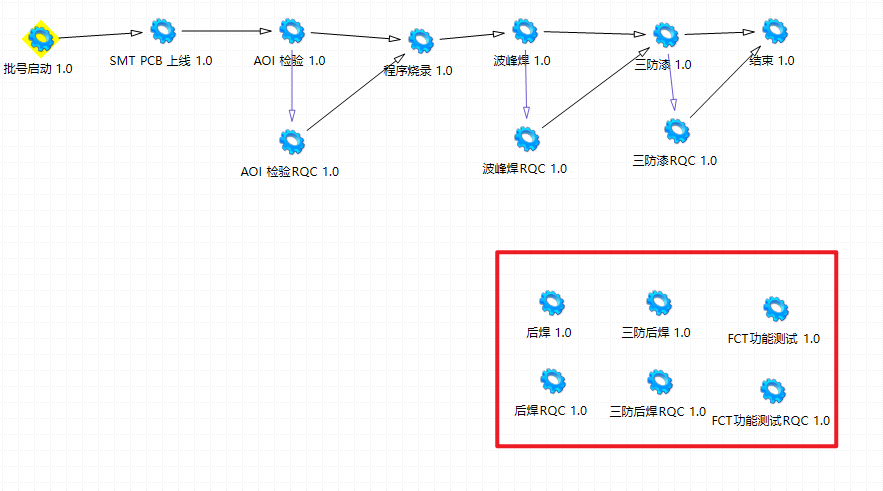 批号启动 1.0
SMT PCB 上线 1.0
AOI 检验 1.0
程序烧录 1.0
波峰焊 1.0
三防漆 1.0
结束 1.0
AOI 检验RQC 1.0
波峰焊RQC 1.0
三防漆RQC 1.0
后焊 1.0
三防后焊 1.0
FCT功能测试 1.0
后焊RQC 1.0
三防后焊RQC 1.0
FCT功能测试RQC 1.0